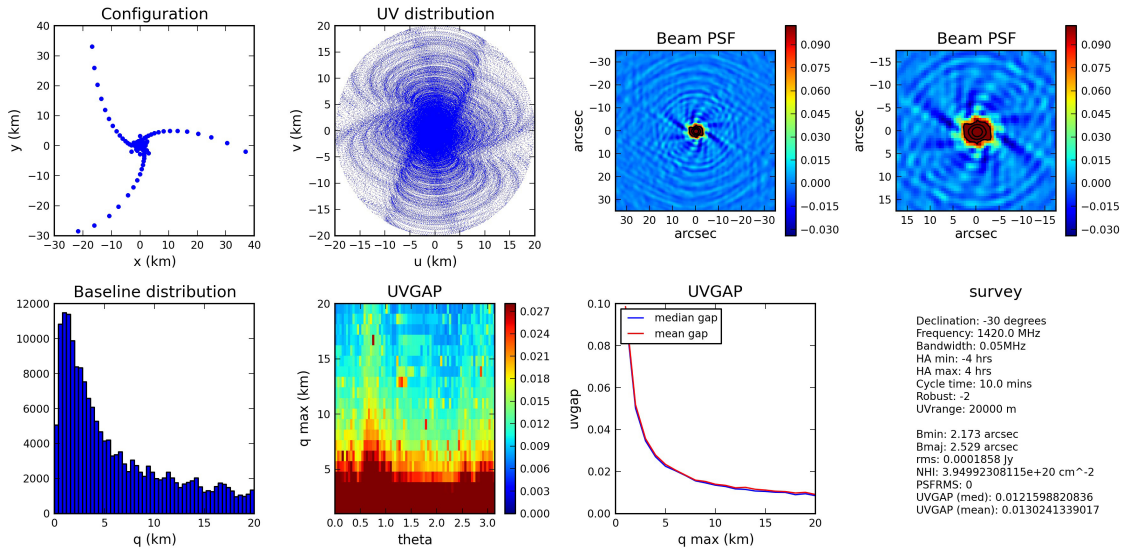 Configuration
40
30
20
10
0
−10
−20
−30
−30 −20 −10 0 10 20 30 40
y (km)
x (km)
UV distribution
20
15
10
5
0
−5
−10
−15
−20
−20 −15 −10 −5 0 5 10 15 20
v (km)
u (km)
Beam PSF
−30
−20
−10
0
10
20
30
30 20 10 0 −10 −20 −30
arcsec
arcsec
0.090
0.075
0.060
0.045
0.030
0.015
0.000
−0.015
−0.030
Beam PSF
−15
−10
−5
0
5
10
15
15 10 5 0 −5 −10 −15
arcsec
arcsec
0.090
0.075
0.060
0.045
0.030
0.015
0.000
−0.015
−0.030
Baseline distribution
12000
10000
8000
6000
4000
2000
0
0 5 10 15 20
q (km)
UVGAP
20
15
10
5
0.0 0.5 1.0 1.5 2.0 2.5 3.0
q max (km)
theta
0.027
0.024
0.021
0.018
0.015
0.012
0.009
0.006
0.003
0.000
UVGAP
0.10
0.08
0.06
0.04
0.02
0.00
0 5 10 15 20
uvgap
q max (km)
median gap
mean gap
survey
Declination: -30 degrees
Frequency: 1420.0 MHz
Bandwidth: 0.05MHz
HA min: -4 hrs
HA max: 4 hrs
Cycle time: 10.0 mins
Robust: -2
UVrange: 20000 m
Bmin: 2.173 arcsec
Bmaj: 2.529 arcsec
rms: 0.0001858 Jy
NHI: 3.94992308115e+20 cm^-2
PSFRMS: 0
UVGAP (med): 0.0121598820836
UVGAP (mean): 0.0130241339017